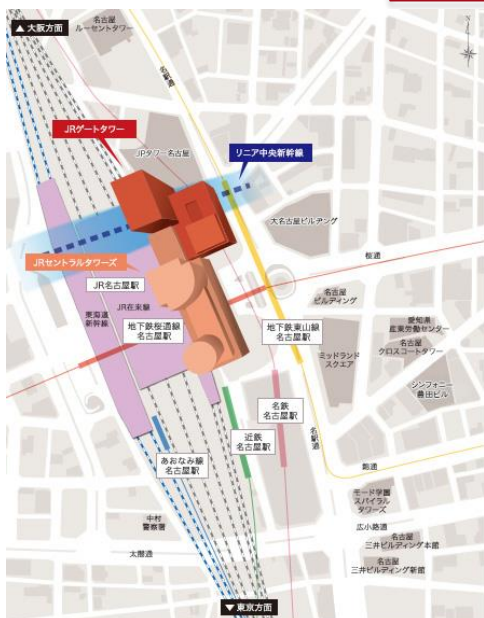 ▲ 大阪方面
名古屋
ルーセントタワー
名駅通
N
JRゲートタワー
JPタワー名古屋
リニア中央新幹線
大名古屋ビルヂング
JRセントラルタワーズ
JR名古屋駅
桜通
東海道
新幹線
JR在来線
地下鉄桜通線
名古屋駅
地下鉄東山線
名古屋駅
名古屋
ビルディング
愛知県
産業労働センター
名古屋
クロスコートタワー
ミッドランド
スクエア
シンフォニー
豊田ビル
名鉄
名古屋駅
近鉄
名古屋駅
名駅通
あおなみ線
名古屋駅
錦通
モード学園
スパイラル
タワーズ
中村
警察署
広小路通
太閤通
名古屋
三井ビルディング本館
名古屋
三井ビルディング新館
▼ 東京方面